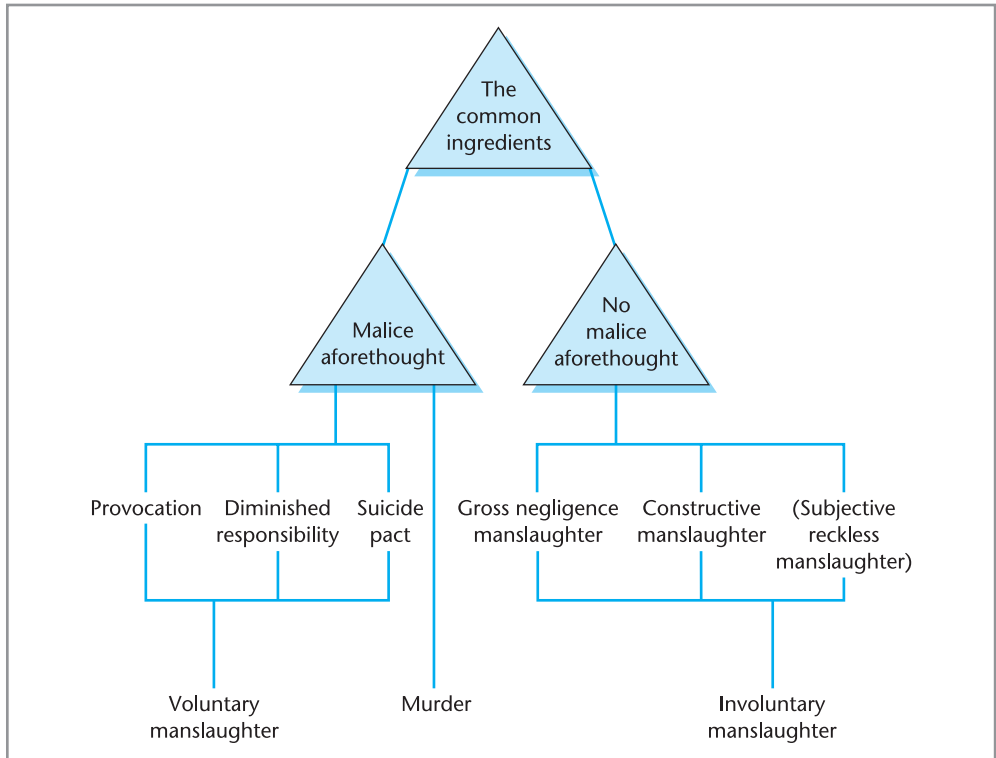 The
common
ingredients
Malice
aforethought
No
malice
aforethought
Provocation
Diminished
responsibility
Suicide
pact
Gross negligence
manslaughter
Constructive
manslaughter
(Subjective
reckless
manslaughter)
Voluntary
manslaughter
Murder
Involuntary
manslaughter